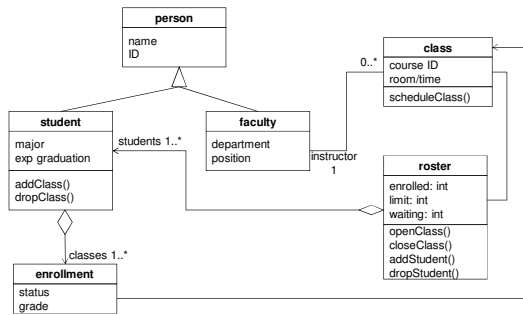 person
name
ID
class
course ID
room/time
scheduleClass()
0..*
student
major
exp graduation
addClass()
dropClass()
students 1..*
faculty
department
position
instructor
1
roster
enrolled: int
limit: int
waiting: int
openClass()
closeClass()
addStudent()
dropStudent()
classes 1..*
enrollment
status
grade